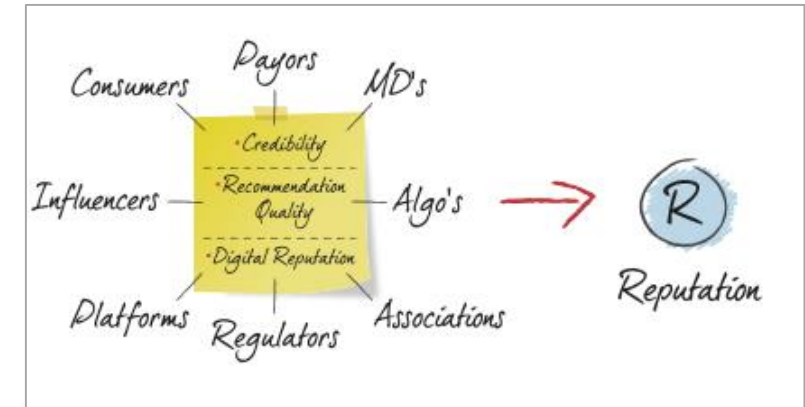 Payors
Consumers
MD's
•Credibility
•Recommendation
Quality
Influencers
Algo's
R
•Digital Reputation
Reputation
Platforms
Associations
Regulators